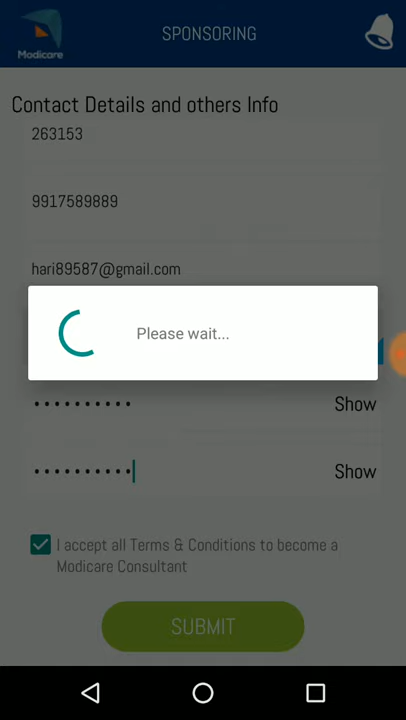 SPONSORING
Modicare
Contact Details and others Info
263153
9917589889
hari89587@gmail.com
Please wait...
•••••••••• Show
•••••••••• Show
I accept all Terms & Conditions to become a
Modicare Consultant
SUBMIT